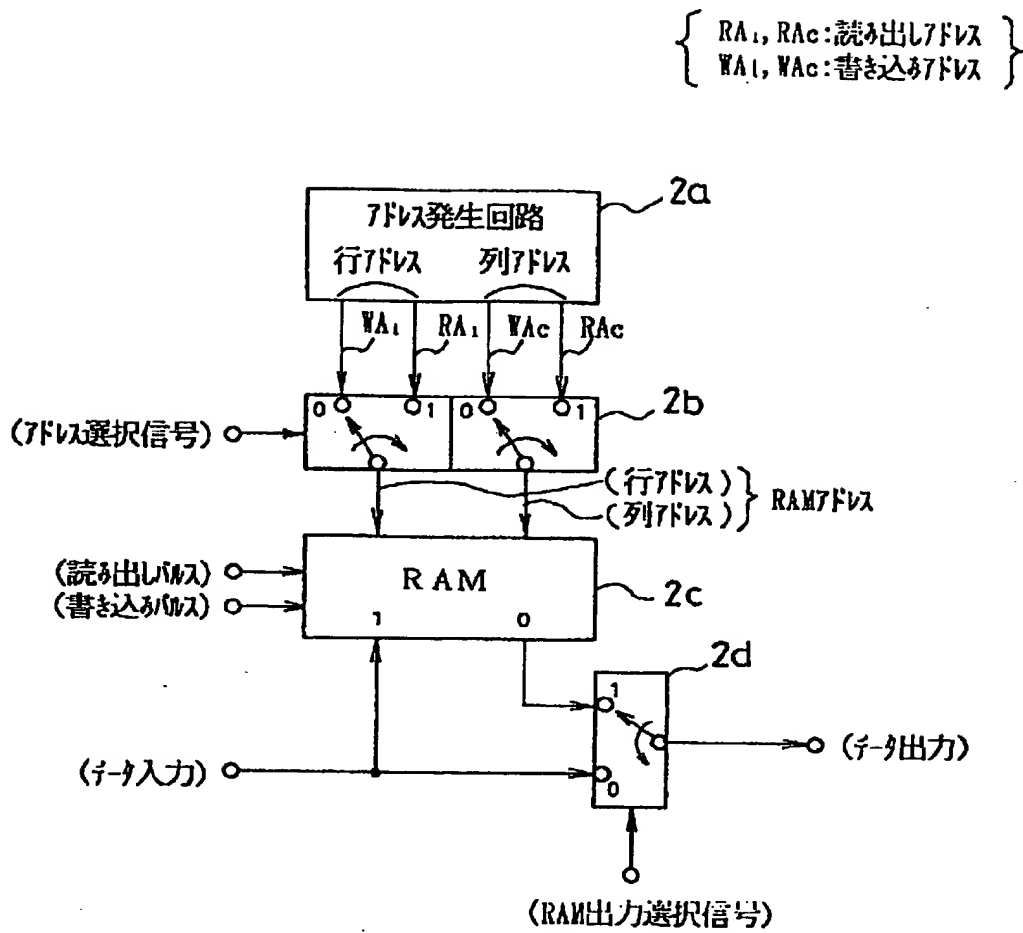 RAl, RAc:読み出しアドレス
WAl, WAc:書き込みアドレス
2a
アドレス発生回路
行アドレス 列アドレス
WAl RAl WAc RAc
0 1 0 1
2b
(アドレス選択信号)
(行アドレス)
(列アドレス)
RAMアドレス
(読み出しパルス)
RAM
(書き込みパルス)
2c
1 0
2d
1
(データ出力)
(データ入力)
0
(RAM出力選択信号)